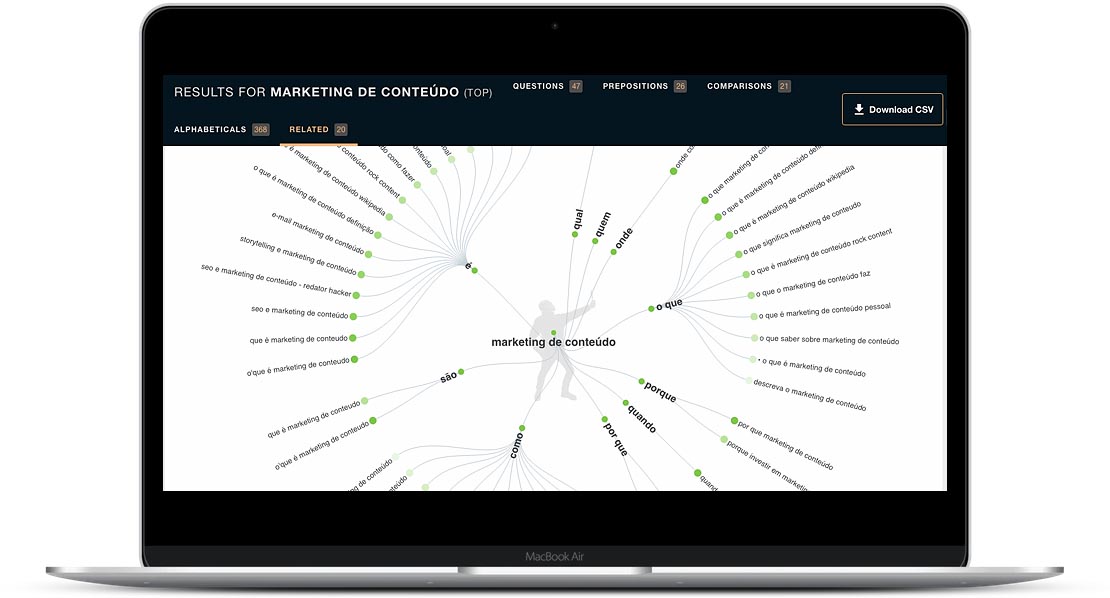 RESULTS FOR MARKETING DE CONTEÚDO (TOP)
QUESTIONS 47
PREPOSITIONS 26
COMPARISONS 21
Download CSV
ALPHABETICALS 368
RELATED 20
qual
quem
onde
onde
o que
o que marketing de
o que é marketing de conteúdo
o que é marketing de conteúdo wikipedia
o que significa marketing de conteudo
o que é marketing de conteúdo rock content
o que o marketing de conteúdo faz
o que é marketing de conteúdo pessoal
o que saber sobre marketing de conteúdo
• o que é marketing de conteúdo
descreva o marketing de conteúdo
marketing de conteúdo
porque
por que marketing de conteúdo
porque investir em
quando
por que
como
de conteúdo
são
que é marketing de conteudo
o'que é marketing de conteudo
é
como fazer
conteúdo rock content
marketing de conteúdo wikipedia
o que é marketing de conteúdo definição
e-mail marketing de conteúdo
storytelling e marketing de conteúdo
seo e marketing de conteúdo - redator hacker
seo e marketing de conteúdo
que é marketing de conteudo
o'que é marketing de conteudo
MacBook Air